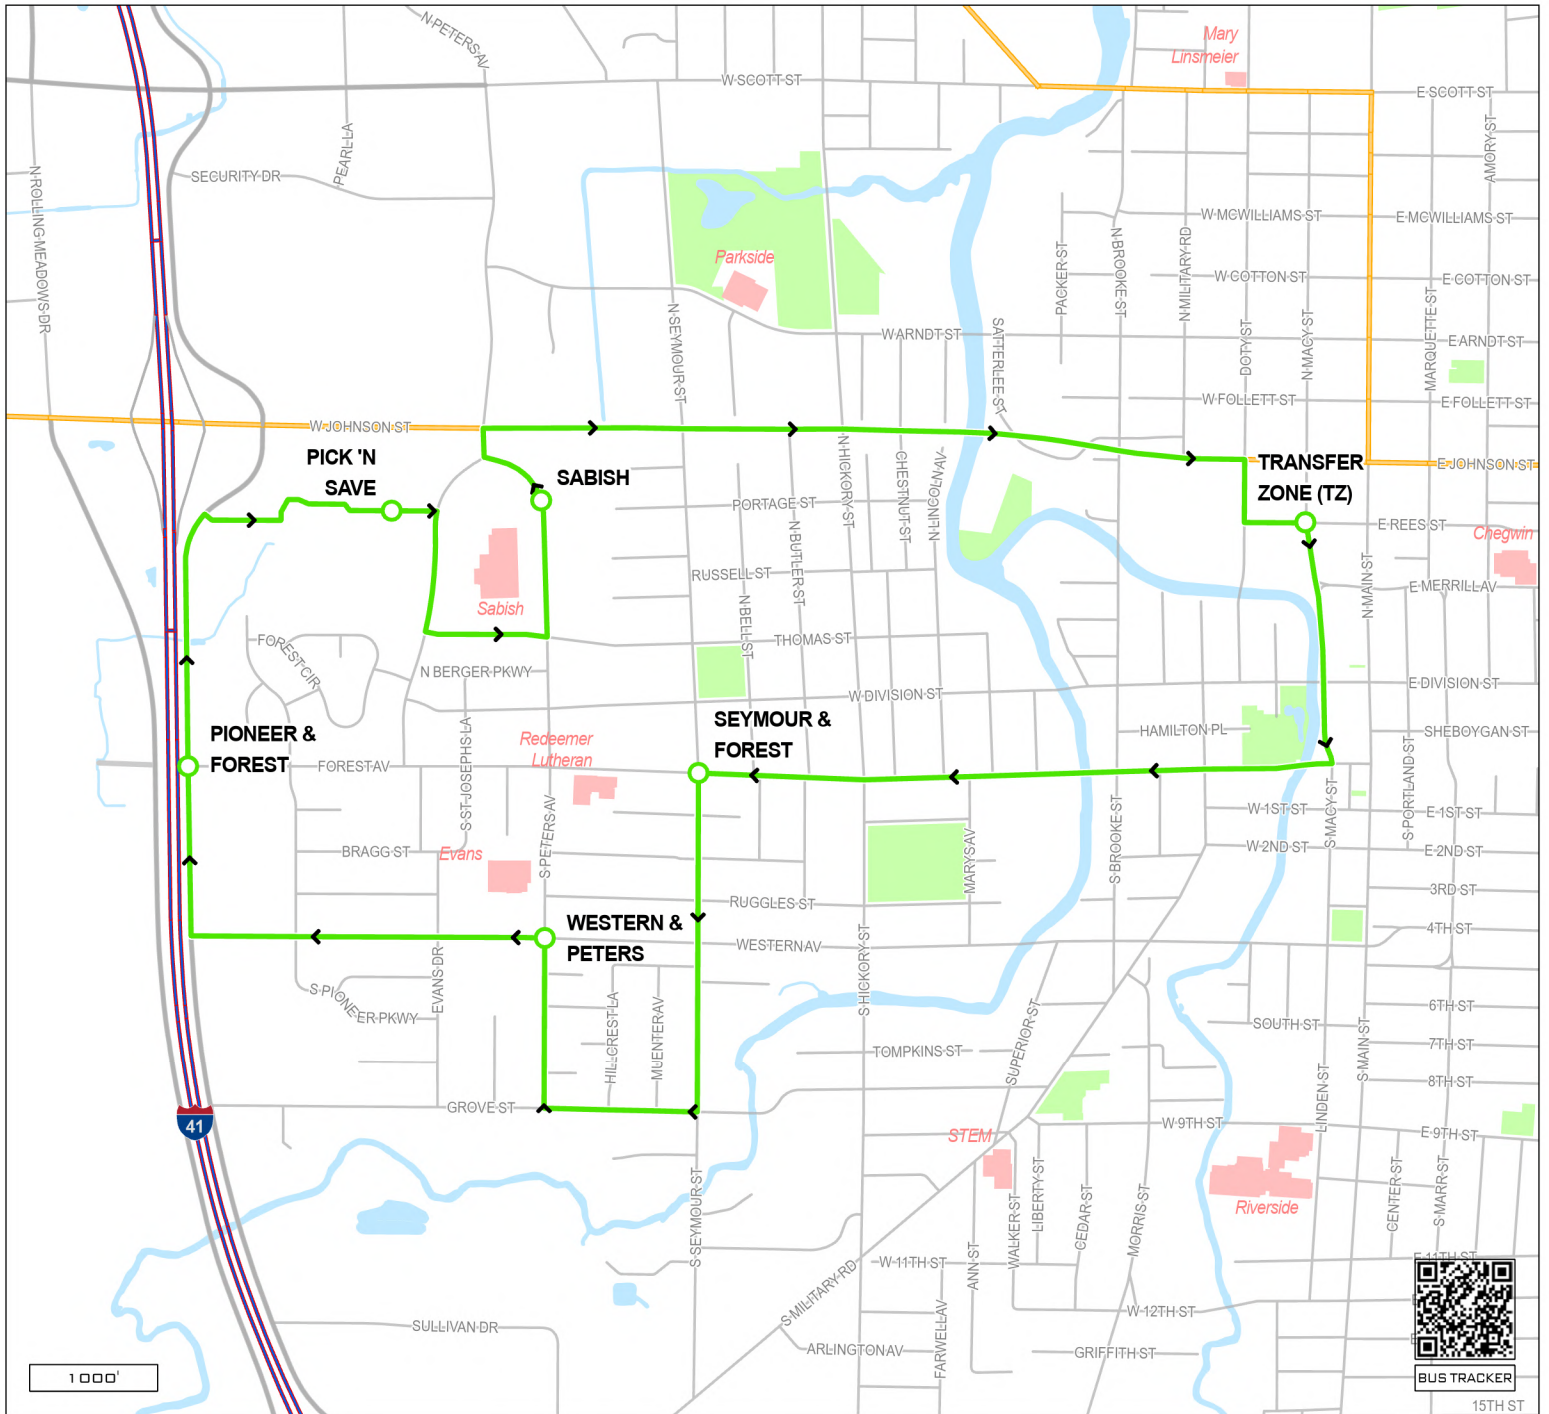 N PETERS AV
W SCOTT ST
Mary
Linsmeier
E SCOTT ST
AMORY ST
PEARL LA
SECURITY DR
N ROLLING MEADOWS DR
W MCWILLIAMS ST
E MCWILLIAMS ST
PACKER ST
N BROOKE ST
N MILITARY RD
Parkside
W COTTON ST
E COTTON ST
N SEYMOUR ST
SATTERLEE ST
DOTY ST
N MACY ST
MARQUETTE ST
W ARNDT ST
E ARNDT ST
W FOLLETT ST
E FOLLETT ST
W JOHNSON ST
PICK 'N
SAVE
SABISH
N HICKORY ST
CHESTNUT ST
N LINCOLN AV
TRANSFER
ZONE (TZ)
E JOHNSON ST
PORTAGE ST
N BUTLER ST
E REES ST
Chegwin
RUSSELL ST
N BELL ST
N MAIN ST
E MERRILL AV
Sabish
FOREST CIR
THOMAS ST
N BERGER PKWY
W DIVISION ST
E DIVISION ST
PIONEER &
FOREST
S ST JOSEPHS LA
Redeemer
Lutheran
SEYMOUR &
FOREST
HAMILTON PL
SHEBOYGAN ST
FOREST AV
S PETERS AV
S BROOKE ST
W 1ST ST
S MACY ST
S PORTLAND ST
E 1ST ST
BRAGG ST
Evans
MARYS AV
W 2ND ST
E 2ND ST
RUGGLES ST
3RD ST
WESTERN &
PETERS
WESTERN AV
S HICKORY ST
4TH ST
EVANS DR
S PIONEER PKWY
HILLCREST LA
MUENTER AV
SUPERIOR ST
6TH ST
SOUTH ST
S MAIN ST
TOMPKINS ST
7TH ST
LINDEN ST
8TH ST
GROVE ST
41
STEM
W 9TH ST
E 9TH ST
S SEYMOUR ST
WALKER ST
LIBERTY ST
CEDAR ST
MORRIS ST
Riverside
CENTER ST
S MARR ST
S MILITARY RD
W 11TH ST
ANN ST
E 11TH ST
W 12TH ST
SULLIVAN DR
ARLINGTON AV
FARWELL AV
GRIFFITH ST
1000'
BUS TRACKER
15TH ST